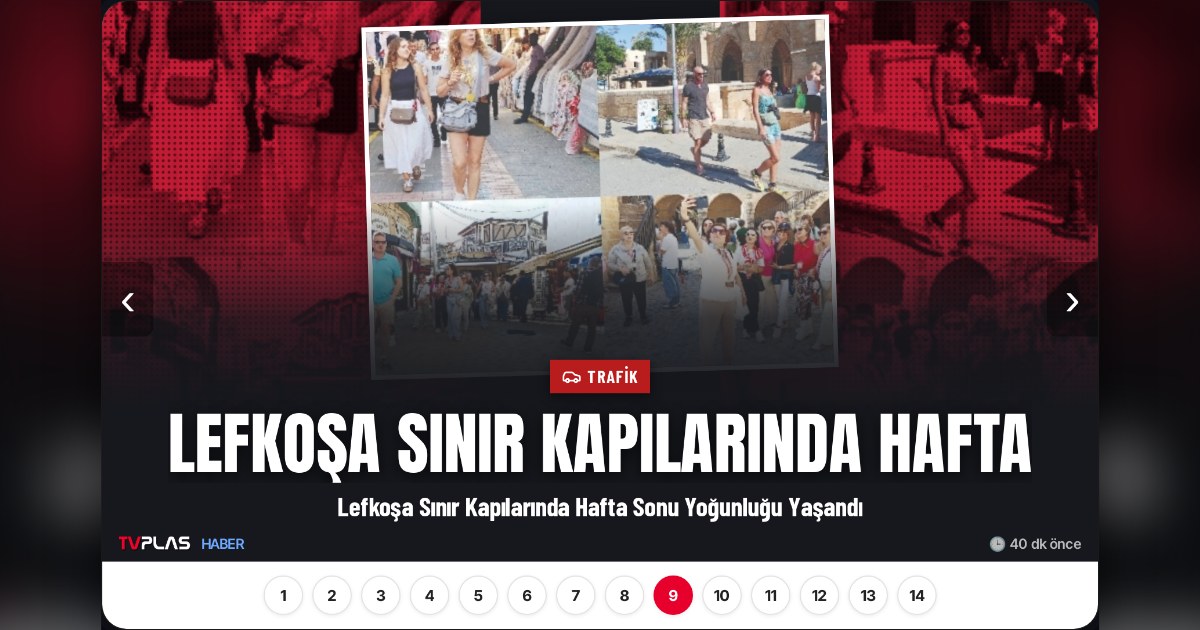 ‹
›
TRAFİK
LEFKOŞA SINIR KAPILARINDA HAFTA
Lefkoşa Sınır Kapılarında Hafta Sonu Yoğunluğu Yaşandı
TVPLAS HABER
40 dk önce
1 2 3 4 5 6 7 8 9 10 11 12 13 14